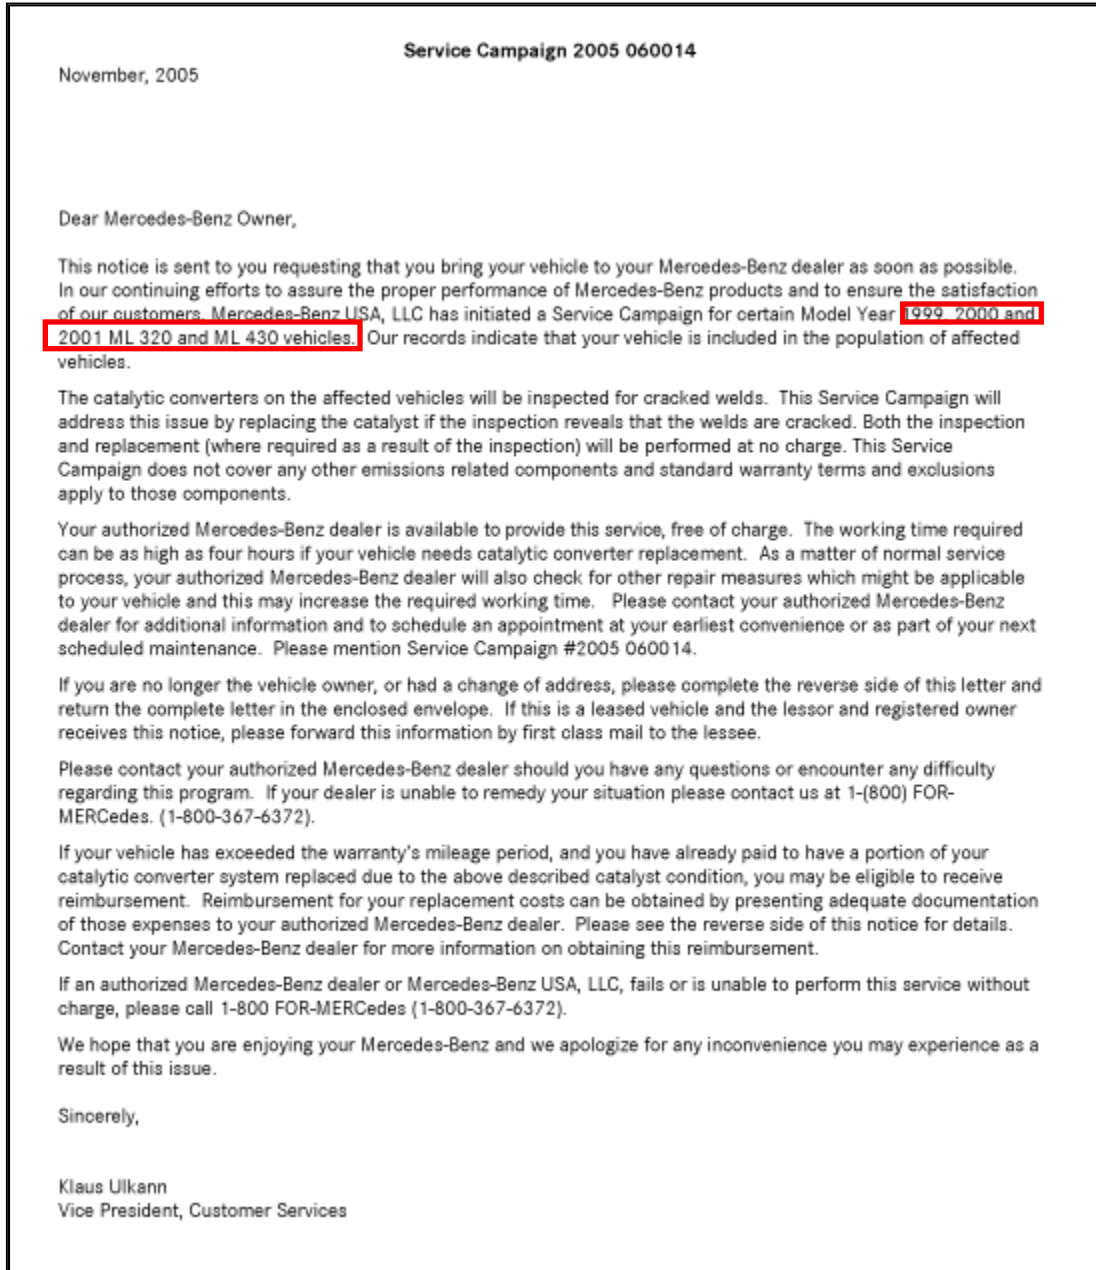 Service Campaign 2005 060014
November, 2005
Dear Mercedes-Benz Owner,
This notice is sent to you requesting that you bring your vehicle to your Mercedes-Benz dealer as soon as possible.
In our continuing efforts to assure the proper performance of Mercedes-Benz products and to ensure the satisfaction
of our customers, Mercedes-Benz USA, LLC has initiated a Service Campaign for certain Model Year 1999, 2000 and
2001 ML 320 and ML 430 vehicles. Our records indicate that your vehicle is included in the population of affected
vehicles.
The catalytic converters on the affected vehicles will be inspected for cracked welds. This Service Campaign will
address this issue by replacing the catalyst if the inspection reveals that the welds are cracked. Both the inspection
and replacement (where required as a result of the inspection) will be performed at no charge. This Service
Campaign does not cover any other emissions related components and standard warranty terms and exclusions
apply to those components.
Your authorized Mercedes-Benz dealer is available to provide this service, free of charge. The working time required
can be as high as four hours if your vehicle needs catalytic converter replacement. As a matter of normal service
process, your authorized Mercedes-Benz dealer will also check for other repair measures which might be applicable
to your vehicle and this may increase the required working time. Please contact your authorized Mercedes-Benz
dealer for additional information and to schedule an appointment at your earliest convenience or as part of your next
scheduled maintenance. Please mention Service Campaign #2005 060014.
If you are no longer the vehicle owner, or had a change of address, please complete the reverse side of this letter and
return the complete letter in the enclosed envelope. If this is a leased vehicle and the lessor and registered owner
receives this notice, please forward this information by first class mail to the lessee.
Please contact your authorized Mercedes-Benz dealer should you have any questions or encounter any difficulty
regarding this program. If your dealer is unable to remedy your situation please contact us at 1-(800) FOR-
MERCedes. (1-800-367-6372).
If your vehicle has exceeded the warranty's mileage period, and you have already paid to have a portion of your
catalytic converter system replaced due to the above described catalyst condition, you may be eligible to receive
reimbursement. Reimbursement for your replacement costs can be obtained by presenting adequate documentation
of those expenses to your authorized Mercedes-Benz dealer. Please see the reverse side of this notice for details.
Contact your Mercedes-Benz dealer for more information on obtaining this reimbursement.
If an authorized Mercedes-Benz dealer or Mercedes-Benz USA, LLC, fails or is unable to perform this service without
charge, please call 1-800 FOR-MERCedes (1-800-367-6372).
We hope that you are enjoying your Mercedes-Benz and we apologize for any inconvenience you may experience as a
result of this issue.
Sincerely,
Klaus Ulkann
Vice President, Customer Services